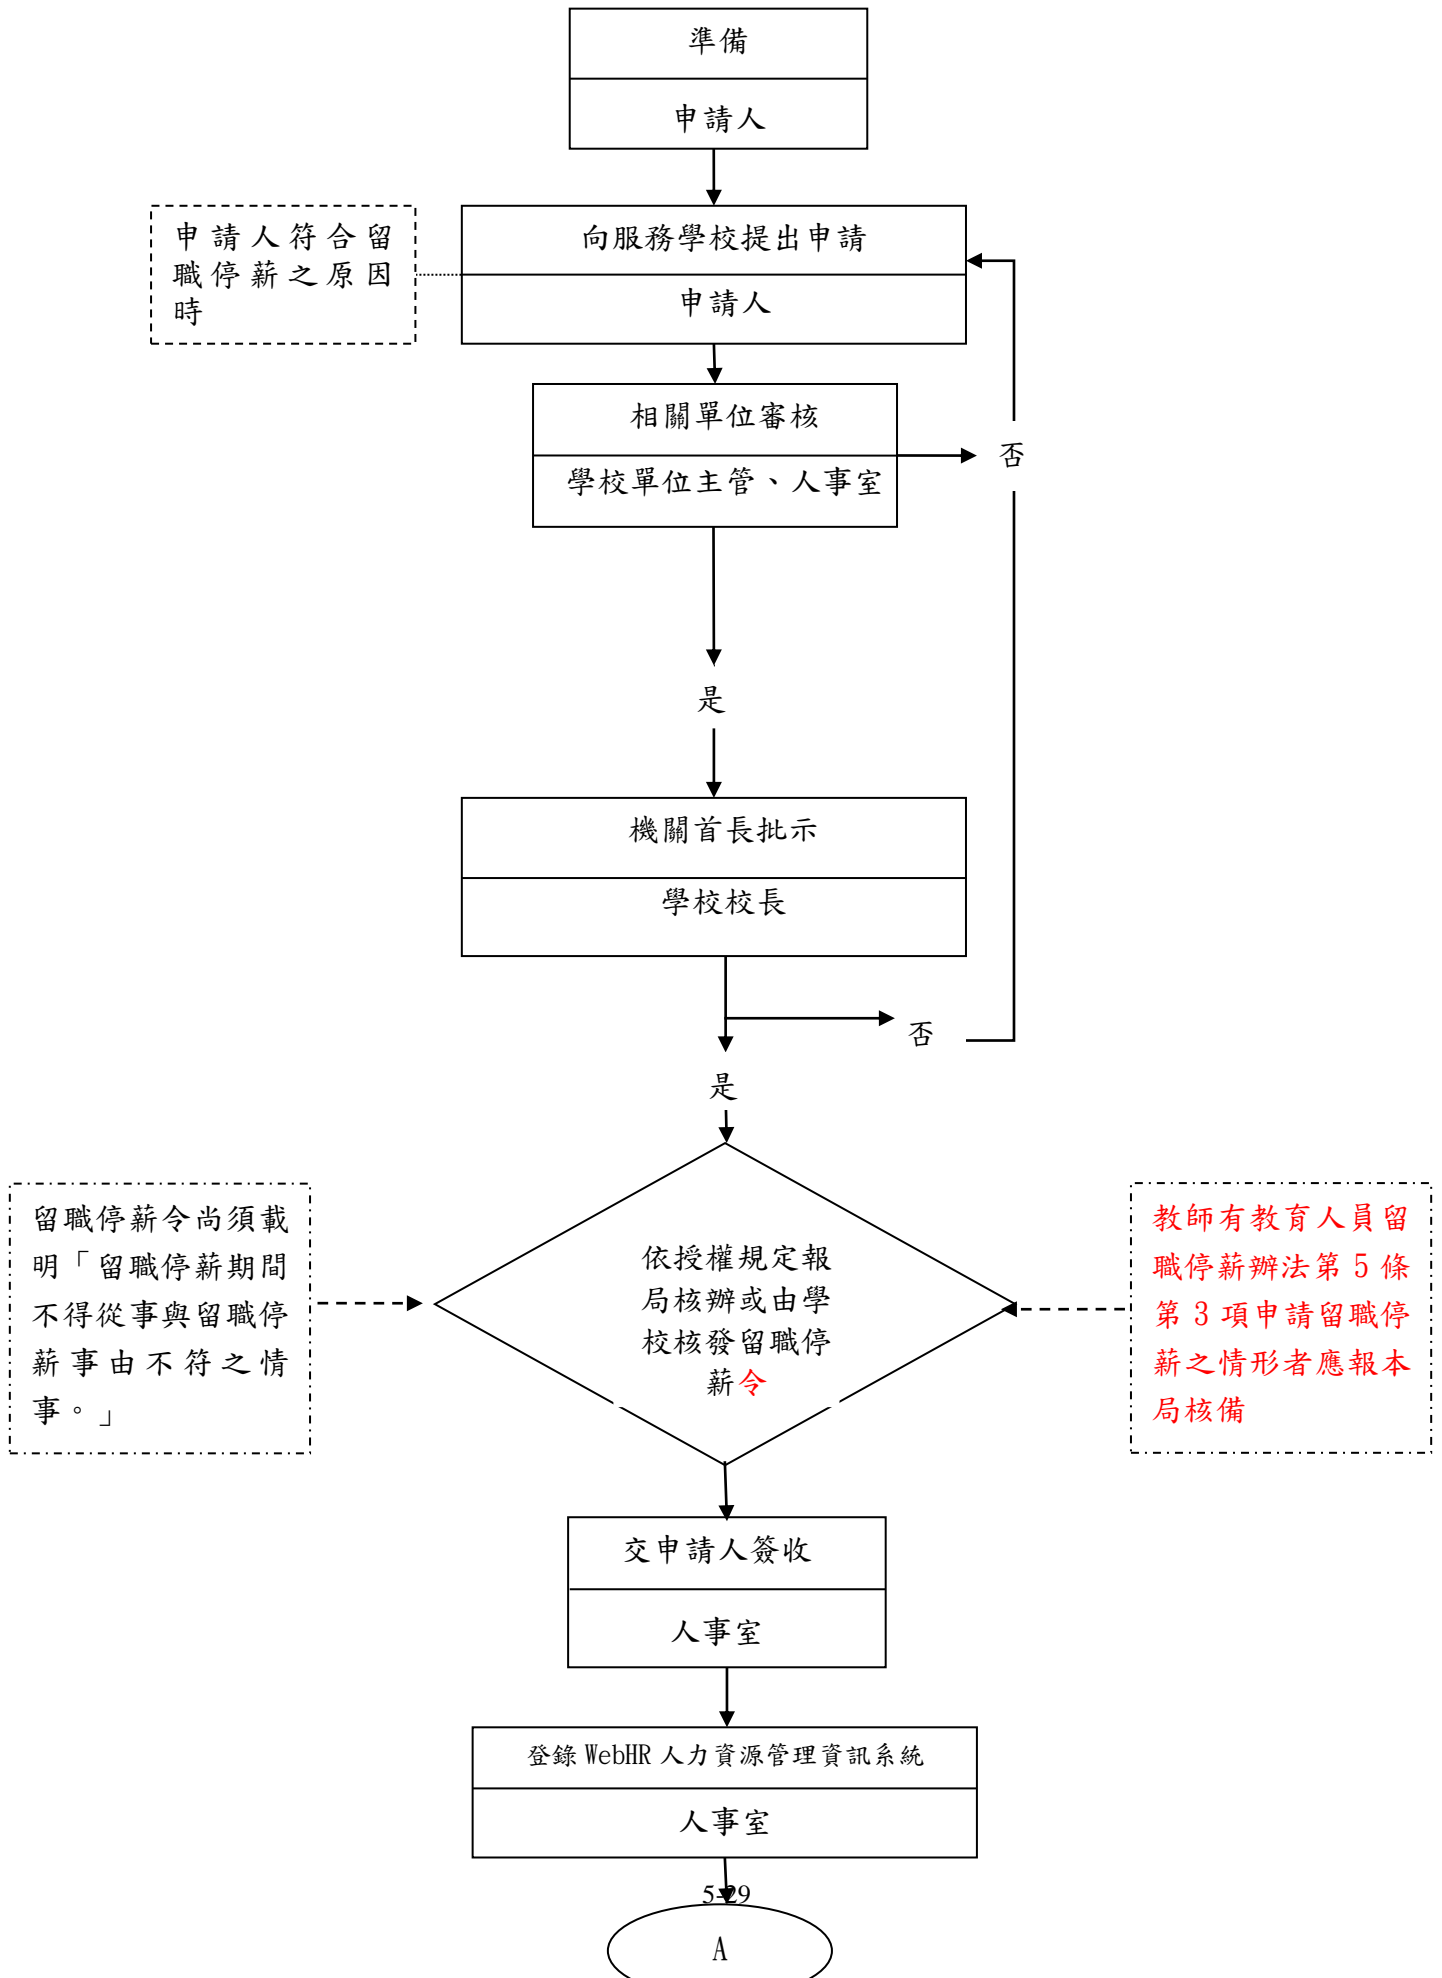 準備
申請人
申請人符合留
職停薪之原因
時
向服務學校提出申請
申請人
相關單位審核
學校單位主管、人事室
否
是
機關首長批示
學校校長
否
是
留職停薪令尚須載
明「留職停薪期間
不得從事與留職停
薪事由不符之情
事。」
依授權規定報
局核辦或由學
校核發留職停
薪令
教師有教育人員留
職停薪辦法第 5 條
第 3 項申請留職停
薪之情形者應報本
局核備
交申請人簽收
人事室
登錄 WebHR 人力資源管理資訊系統
人事室
5-29
A